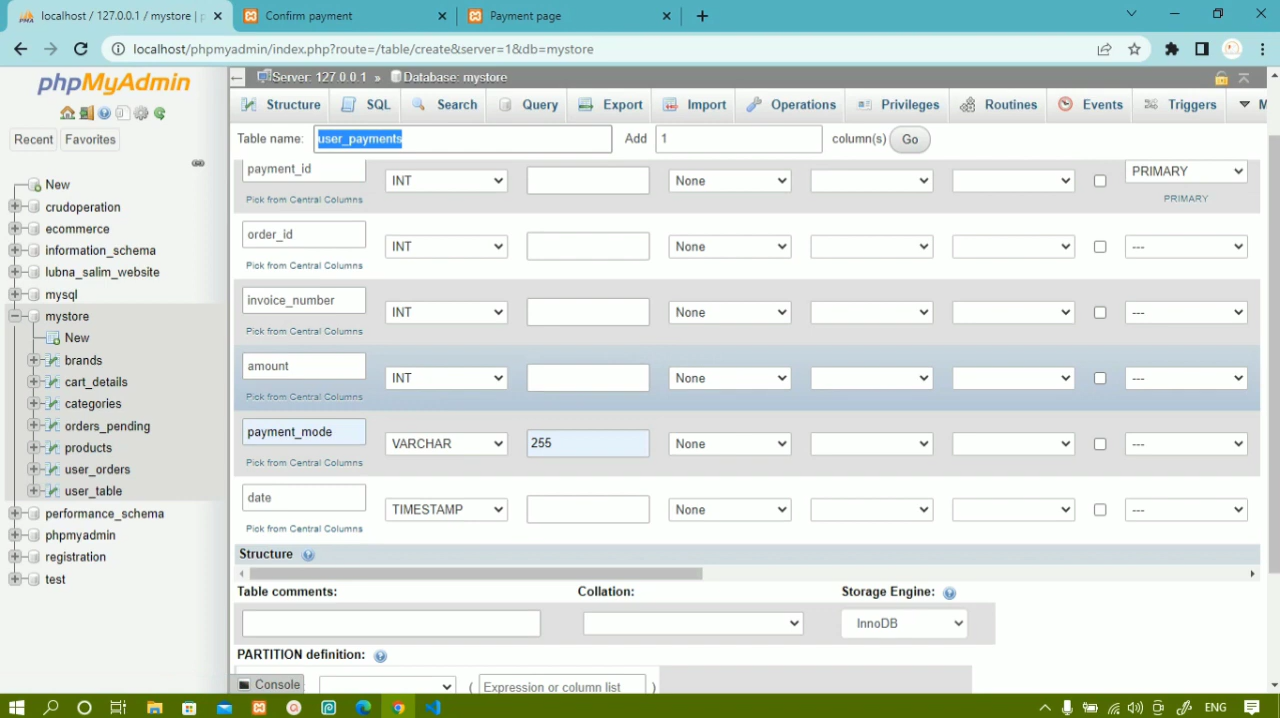 localhost / 127.0.0.1 / mystore | p
Confirm payment
Payment page
localhost/phpmyadmin/index.php?route=/table/create&server=1&db=mystore
phpMyAdmin
Server: 127.0.0.1 » Database: mystore
Structure SQL Search Query Export Import Operations Privileges Routines Events Triggers M
Recent Favorites
Table name: user_payments Add 1 column(s) Go
New
crudoperation
ecommerce
information_schema
lubna_salim_website
mysql
mystore
New
brands
cart_details
categories
orders_pending
products
user_orders
user_table
performance_schema
phpmyadmin
registration
test
payment_id INT None PRIMARY
Pick from Central Columns PRIMARY
order_id INT None ---
Pick from Central Columns
invoice_number INT None ---
Pick from Central Columns
amount INT None ---
Pick from Central Columns
payment_mode VARCHAR 255 None ---
Pick from Central Columns
date TIMESTAMP None ---
Pick from Central Columns
Structure
Table comments: Collation: Storage Engine:
InnoDB
PARTITION definition:
Console ( Expression or column list )
ENG